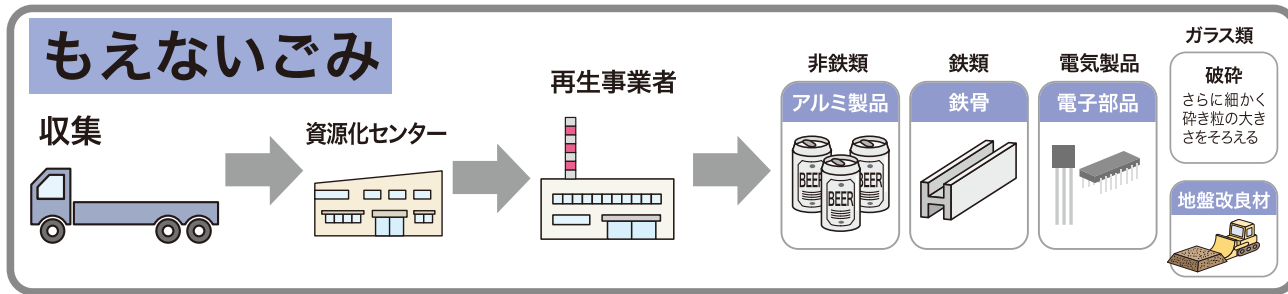 もえないごみ
収集
資源化センター
再生事業者
非鉄類
アルミ製品
BEER
BEER
BEER
鉄類
鉄骨
電気製品
電子部品
ガラス類
破砕
さらに細かく
砕き粒の大き
さをそろえる
地盤改良材